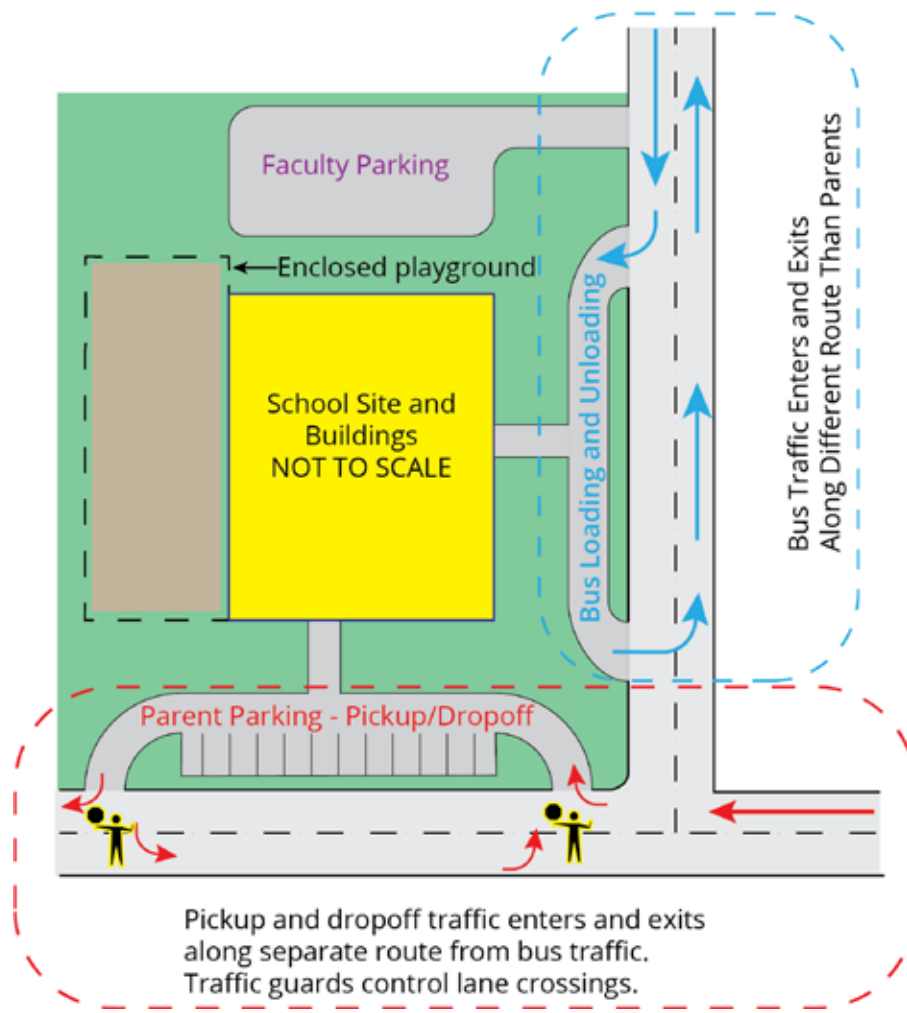 Faculty Parking
Enclosed playground
School Site and
Buildings
NOT TO SCALE
Bus Loading and Unloading
Bus Traffic Enters and Exits
Along Different Route Than Parents
Parent Parking - Pickup/Dropoff
Pickup and dropoff traffic enters and exits
along separate route from bus traffic.
Traffic guards control lane crossings.